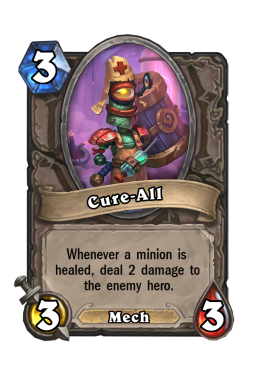 3
Cure-All
Whenever a minion is
healed, deal 2 damage to
the enemy hero.
3
Mech
3